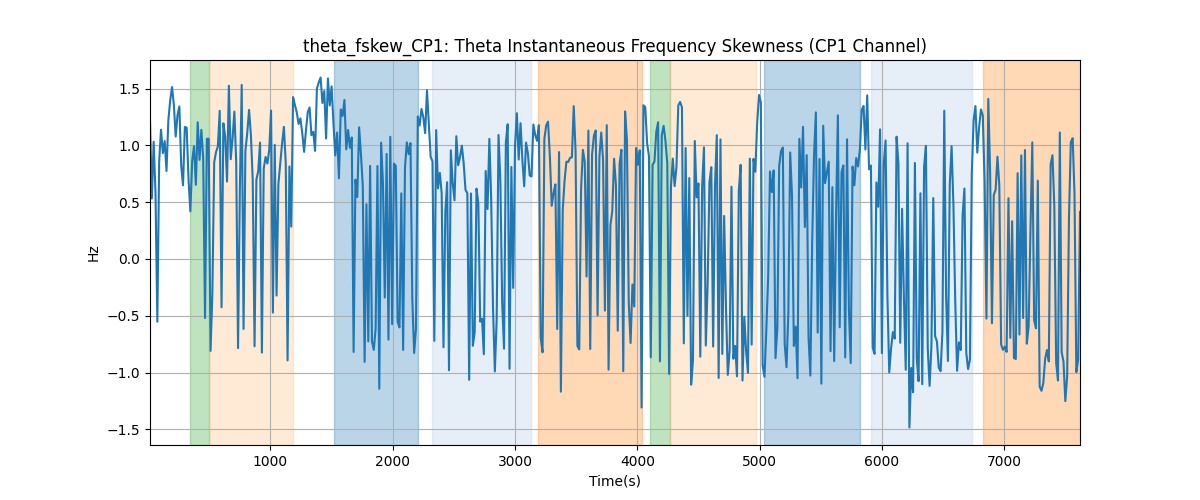 theta_fskew_CP1: Theta Instantaneous Frequency Skewness (CP1 Channel)
1.5
1.0
0.5
0.0
−0.5
−1.0
−1.5
Hz
1000 2000 3000 4000 5000 6000 7000
Time(s)